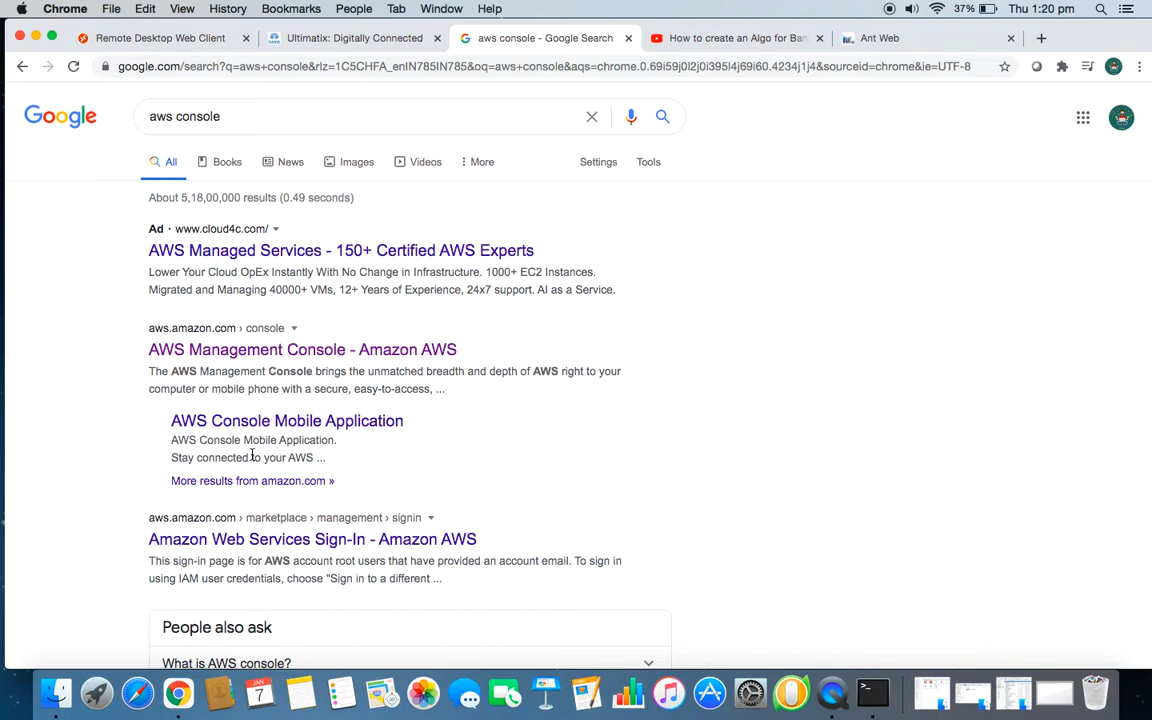 Chrome File Edit View History Bookmarks People Tab Window Help 37% Thu 1:20 pm
Remote Desktop Web Client
TATA Ultimatix: Digitally Connected
aws console - Google Search
How to create an Algo for Ban
Ant Web
google.com/search?q=aws+console&rlz=1C5CHFA_enIN785IN785&oq=aws+console&aqs=chrome.0.69i59j0l2j0i395l4j69i60.4234j1j4&sourceid=chrome&ie=UTF-8
Google
aws console
All Books News Images Videos More Settings Tools
About 5,18,00,000 results (0.49 seconds)
Ad · www.cloud4c.com/
AWS Managed Services - 150+ Certified AWS Experts
Lower Your Cloud OpEx Instantly With No Change in Infrastructure. 1000+ EC2 Instances.
Migrated and Managing 40000+ VMs, 12+ Years of Experience, 24x7 support. AI as a Service.
aws.amazon.com › console
AWS Management Console - Amazon AWS
The AWS Management Console brings the unmatched breadth and depth of AWS right to your
computer or mobile phone with a secure, easy-to-access, ...
AWS Console Mobile Application
AWS Console Mobile Application.
Stay connected to your AWS ...
More results from amazon.com »
aws.amazon.com › marketplace › management › signin
Amazon Web Services Sign-In - Amazon AWS
This sign-in page is for AWS account root users that have provided an account email. To sign in
using IAM user credentials, choose "Sign in to a different ...
People also ask
What is AWS console?
JAN
7